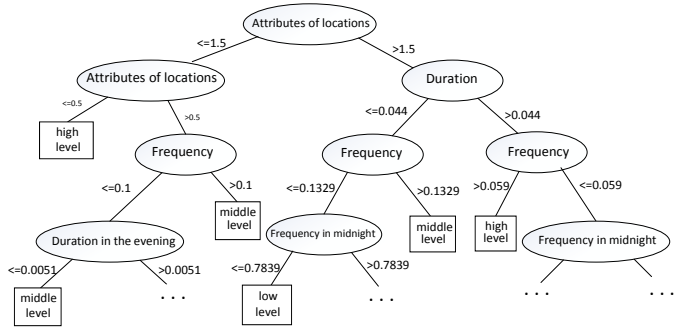 Attributes of locations
<=1.5
>1.5
Attributes of locations
Duration
<=0.5
>0.5
<=0.044
>0.044
high
level
Frequency
Frequency
Frequency
<=0.1
>0.1
<=0.1329
>0.1329
>0.059
<=0.059
middle
level
middle
level
high
level
Duration in the evening
Frequency in midnight
Frequency in midnight
<=0.0051
>0.0051
<=0.7839
>0.7839
middle
level
. . .
low
level
. . .
. . .
. . .